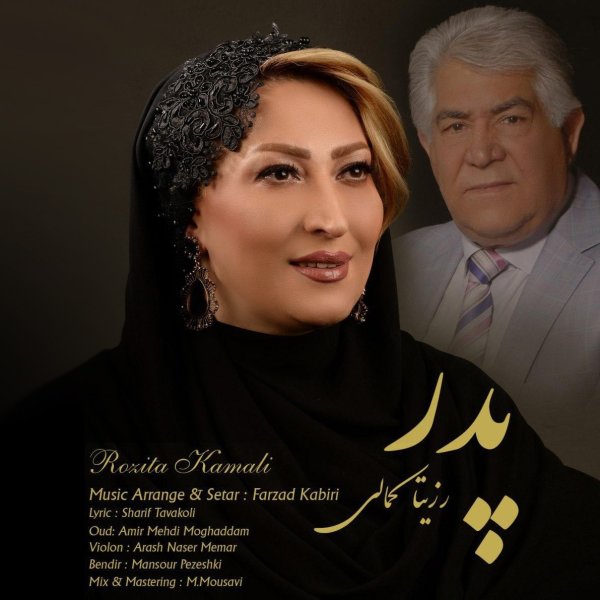 پدر
رزیتا کمالی
Rozita Kamali
Music Arrange & Setar : Farzad Kabiri
Lyric : Sharif Tavakoli
Oud: Amir Mehdi Moghaddam
Violon : Arash Naser Memar
Bendir : Mansour Pezeshki
Mix & Mastering : M.Mousavi